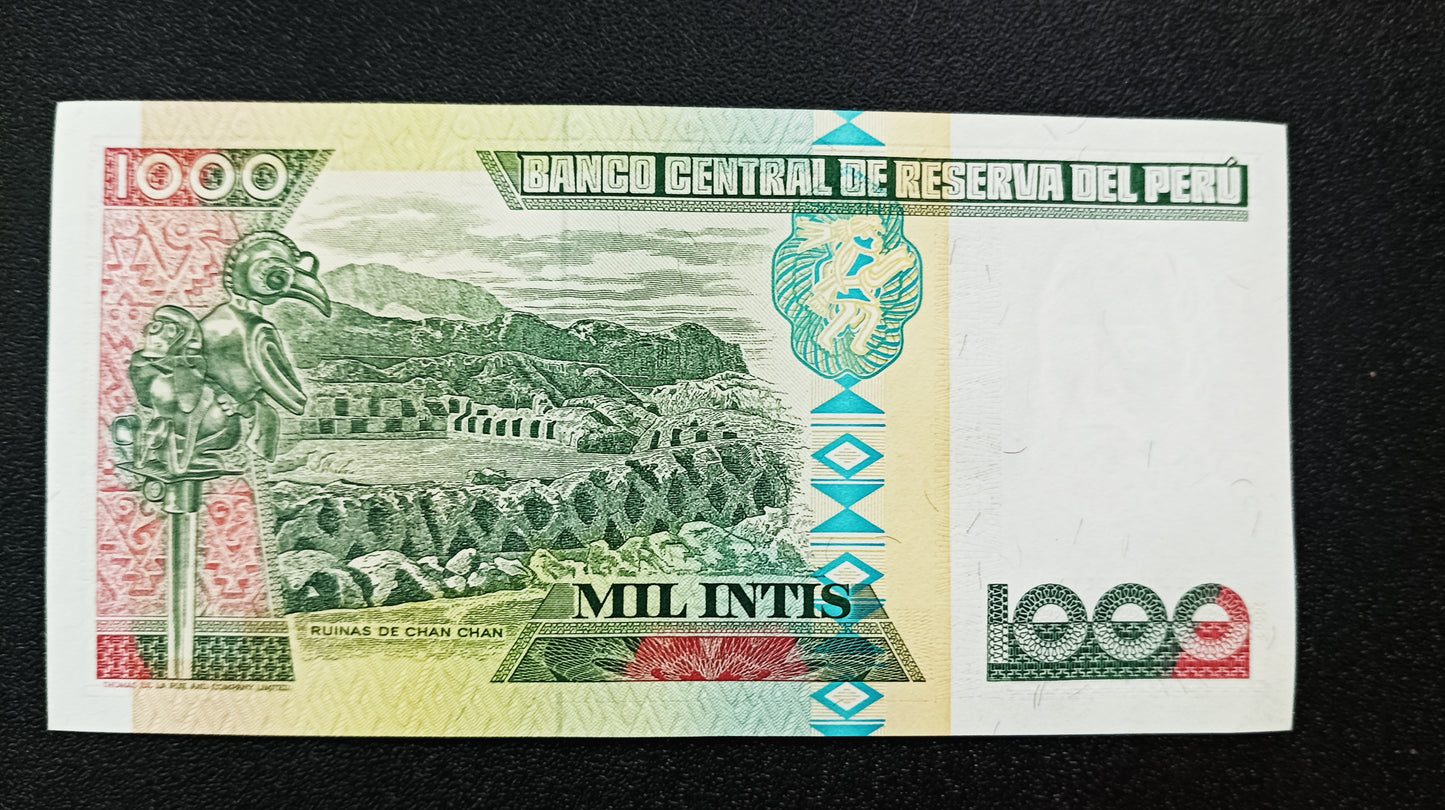 1000
BANCO CENTRAL DE RESERVA DEL PERÚ
MIL INTIS
RUINAS DE CHAN CHAN
1000
THOMAS DE LA RUE AND COMPANY LIMITED